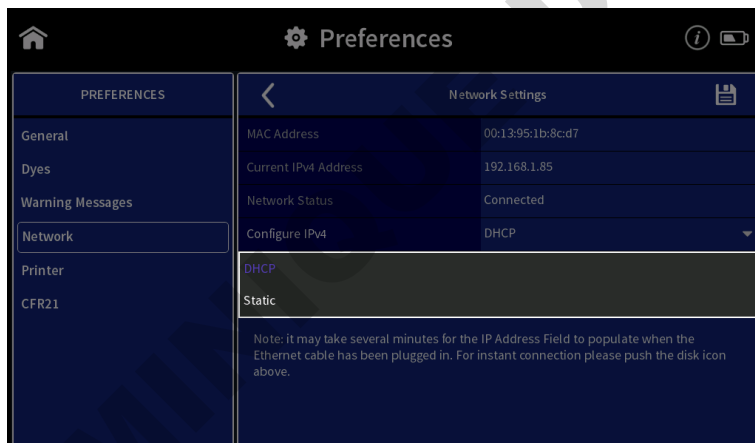 Preferences
PREFERENCES
General
Dyes
Warning Messages
Network
Printer
CFR21
Network Settings
MAC Address 00:13:95:1b:8c:d7
Current IPv4 Address 192.168.1.85
Network Status Connected
Configure IPv4 DHCP
DHCP
Static
Note: it may take several minutes for the IP Address Field to populate when the
Ethernet cable has been plugged in. For instant connection please push the disk icon
above.